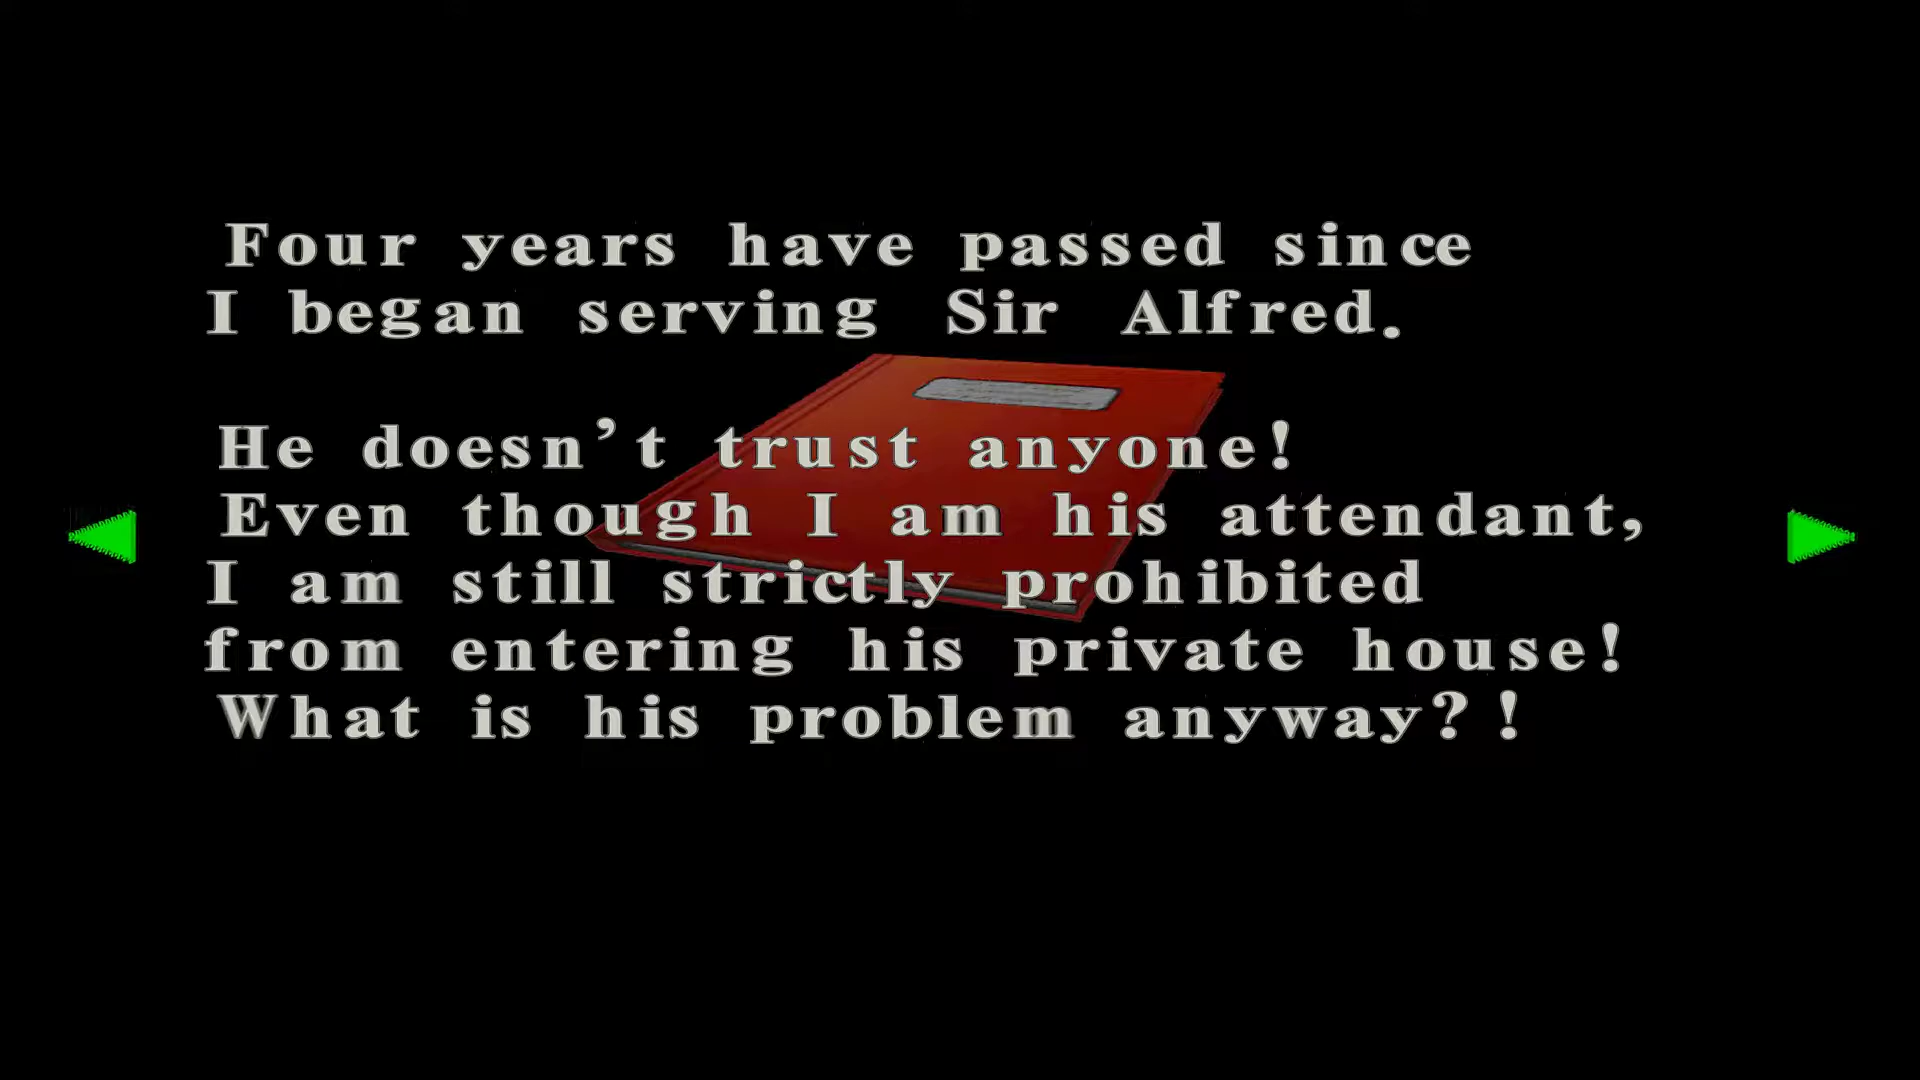 Four years have passed since
I began serving Sir Alfred.
He doesn't trust anyone!
Even though I am his attendant,
I am still strictly prohibited
from entering his private house!
What is his problem anyway?!